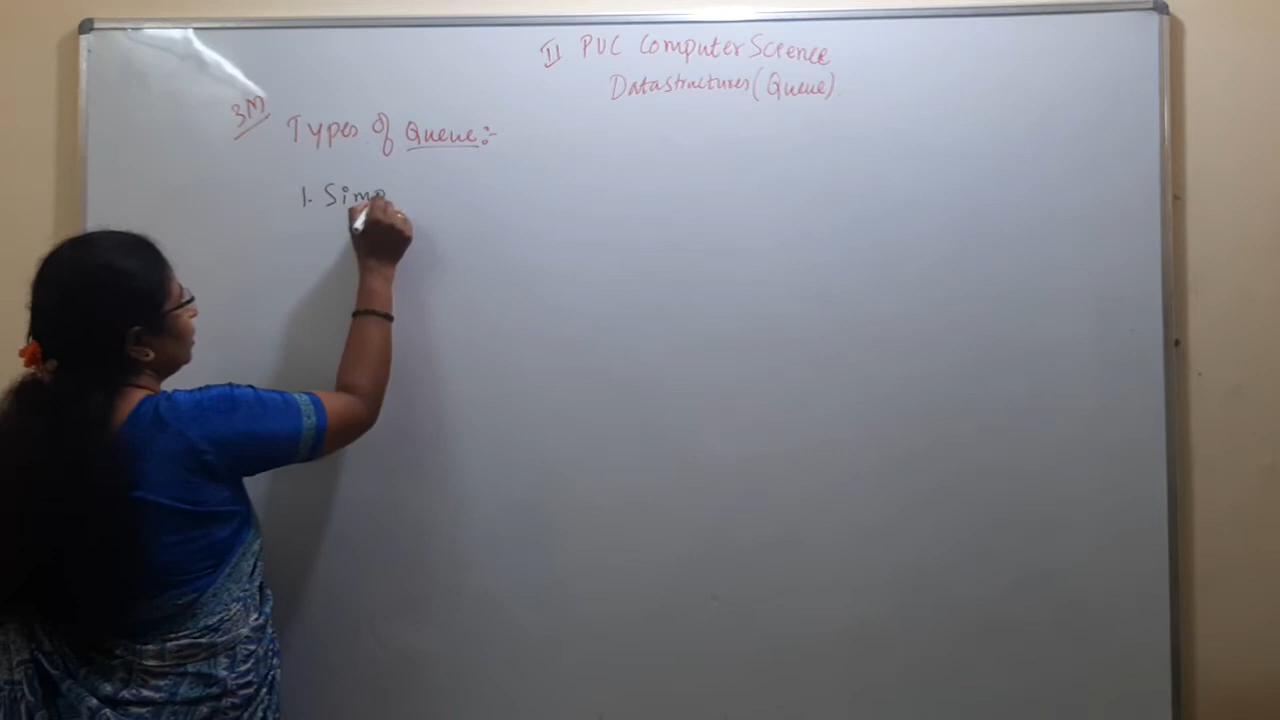 II PUC Computer Science
Datastructures (Queue)
3M
Types of Queue:-
1. Simp